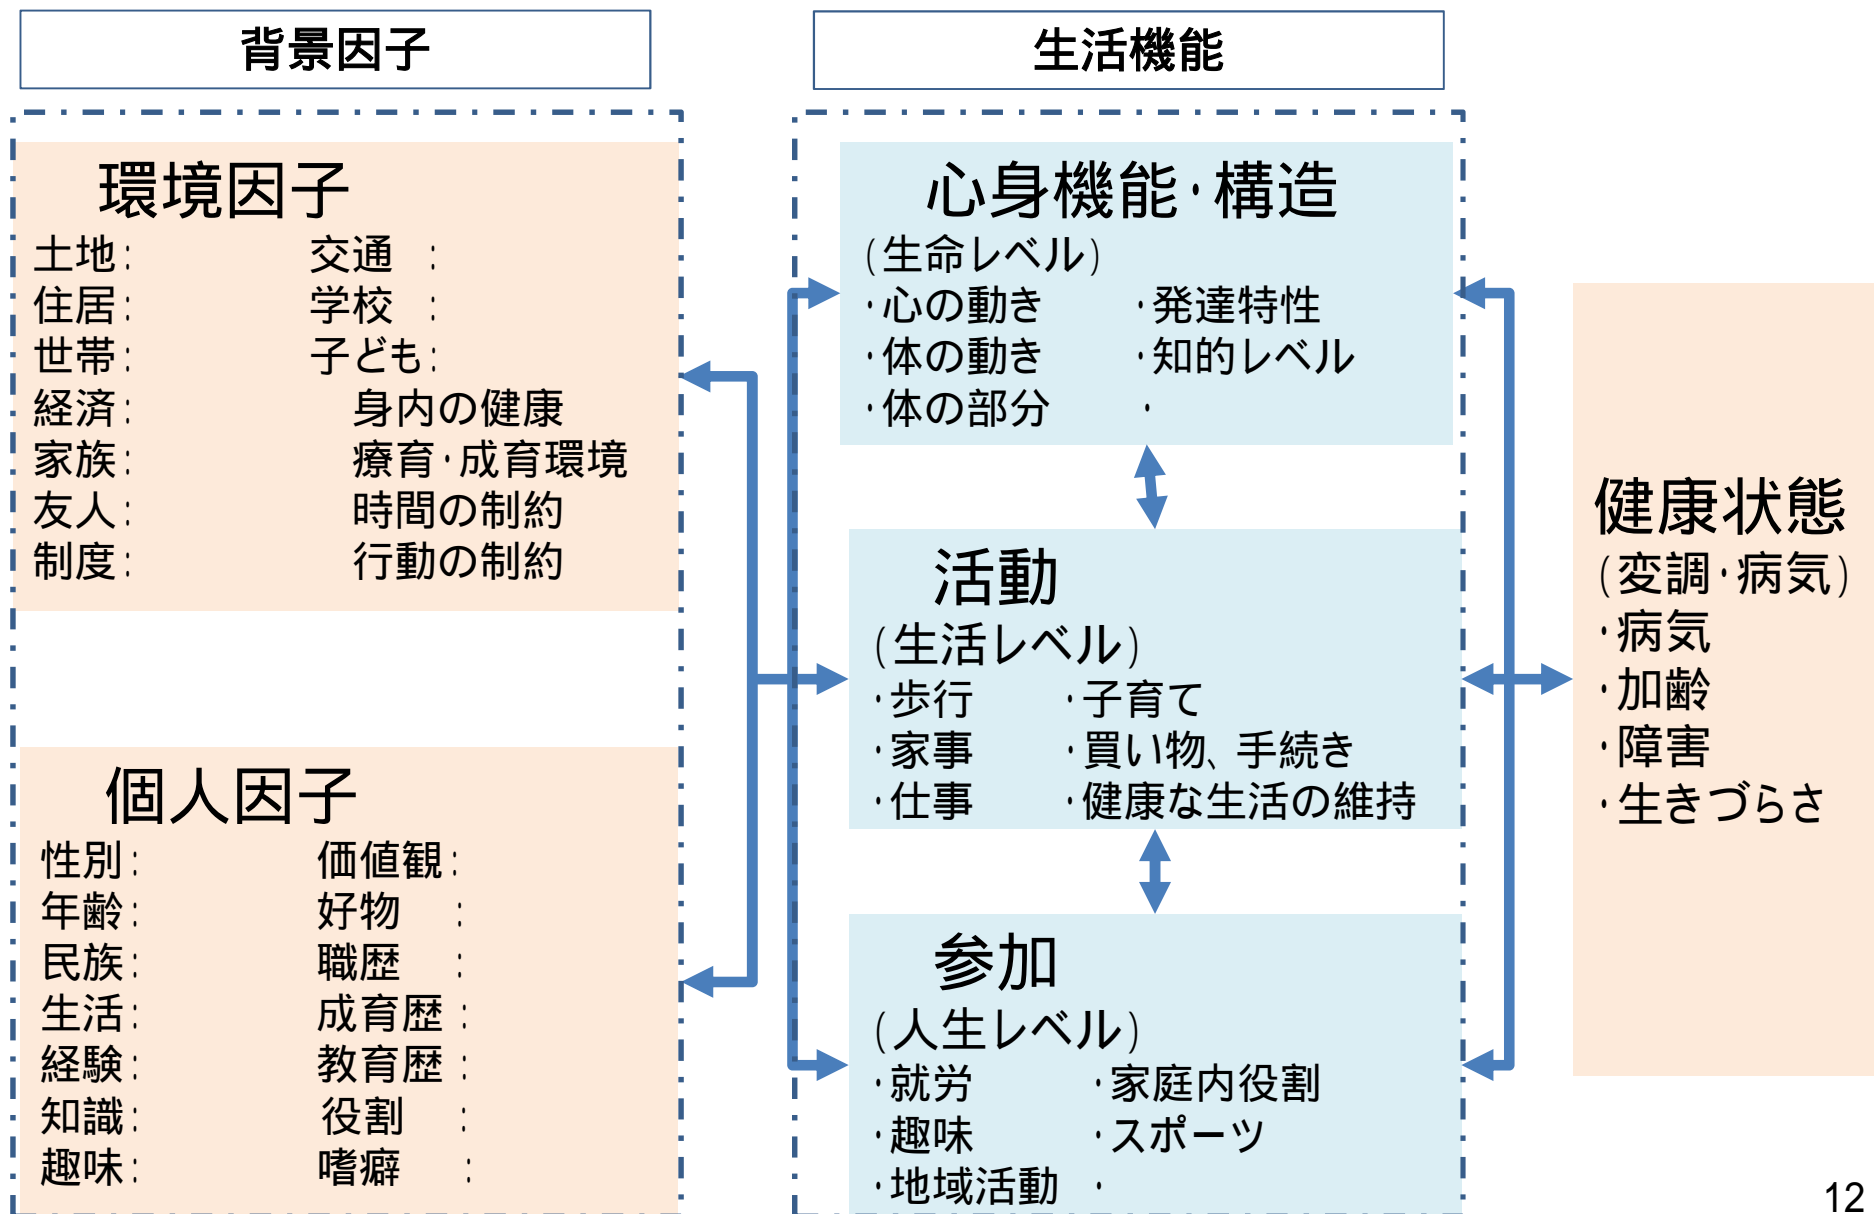 背景因子
環境因子
土地：　交通　：
住居：　学校　：
世帯：　子ども：
経済：　身内の健康
家族：　療育・成育環境
友人：　時間の制約
制度：　行動の制約
個人因子
性別：　価値観：
年齢：　好物　：
民族：　職歴　：
生活：　成育歴：
経験：　教育歴：
知識：　役割　：
趣味：　嗜癖　：
生活機能
心身機能・構造
（生命レベル）
・心の動き　・発達特性
・体の動き　・知的レベル
・体の部分　・
活動
（生活レベル）
・歩行　・子育て
・家事　・買い物、手続き
・仕事　・健康な生活の維持
参加
（人生レベル）
・就労　・家庭内役割
・趣味　・スポーツ
・地域活動　・
健康状態
（変調・病気）
・病気
・加齢
・障害
・生きづらさ
12